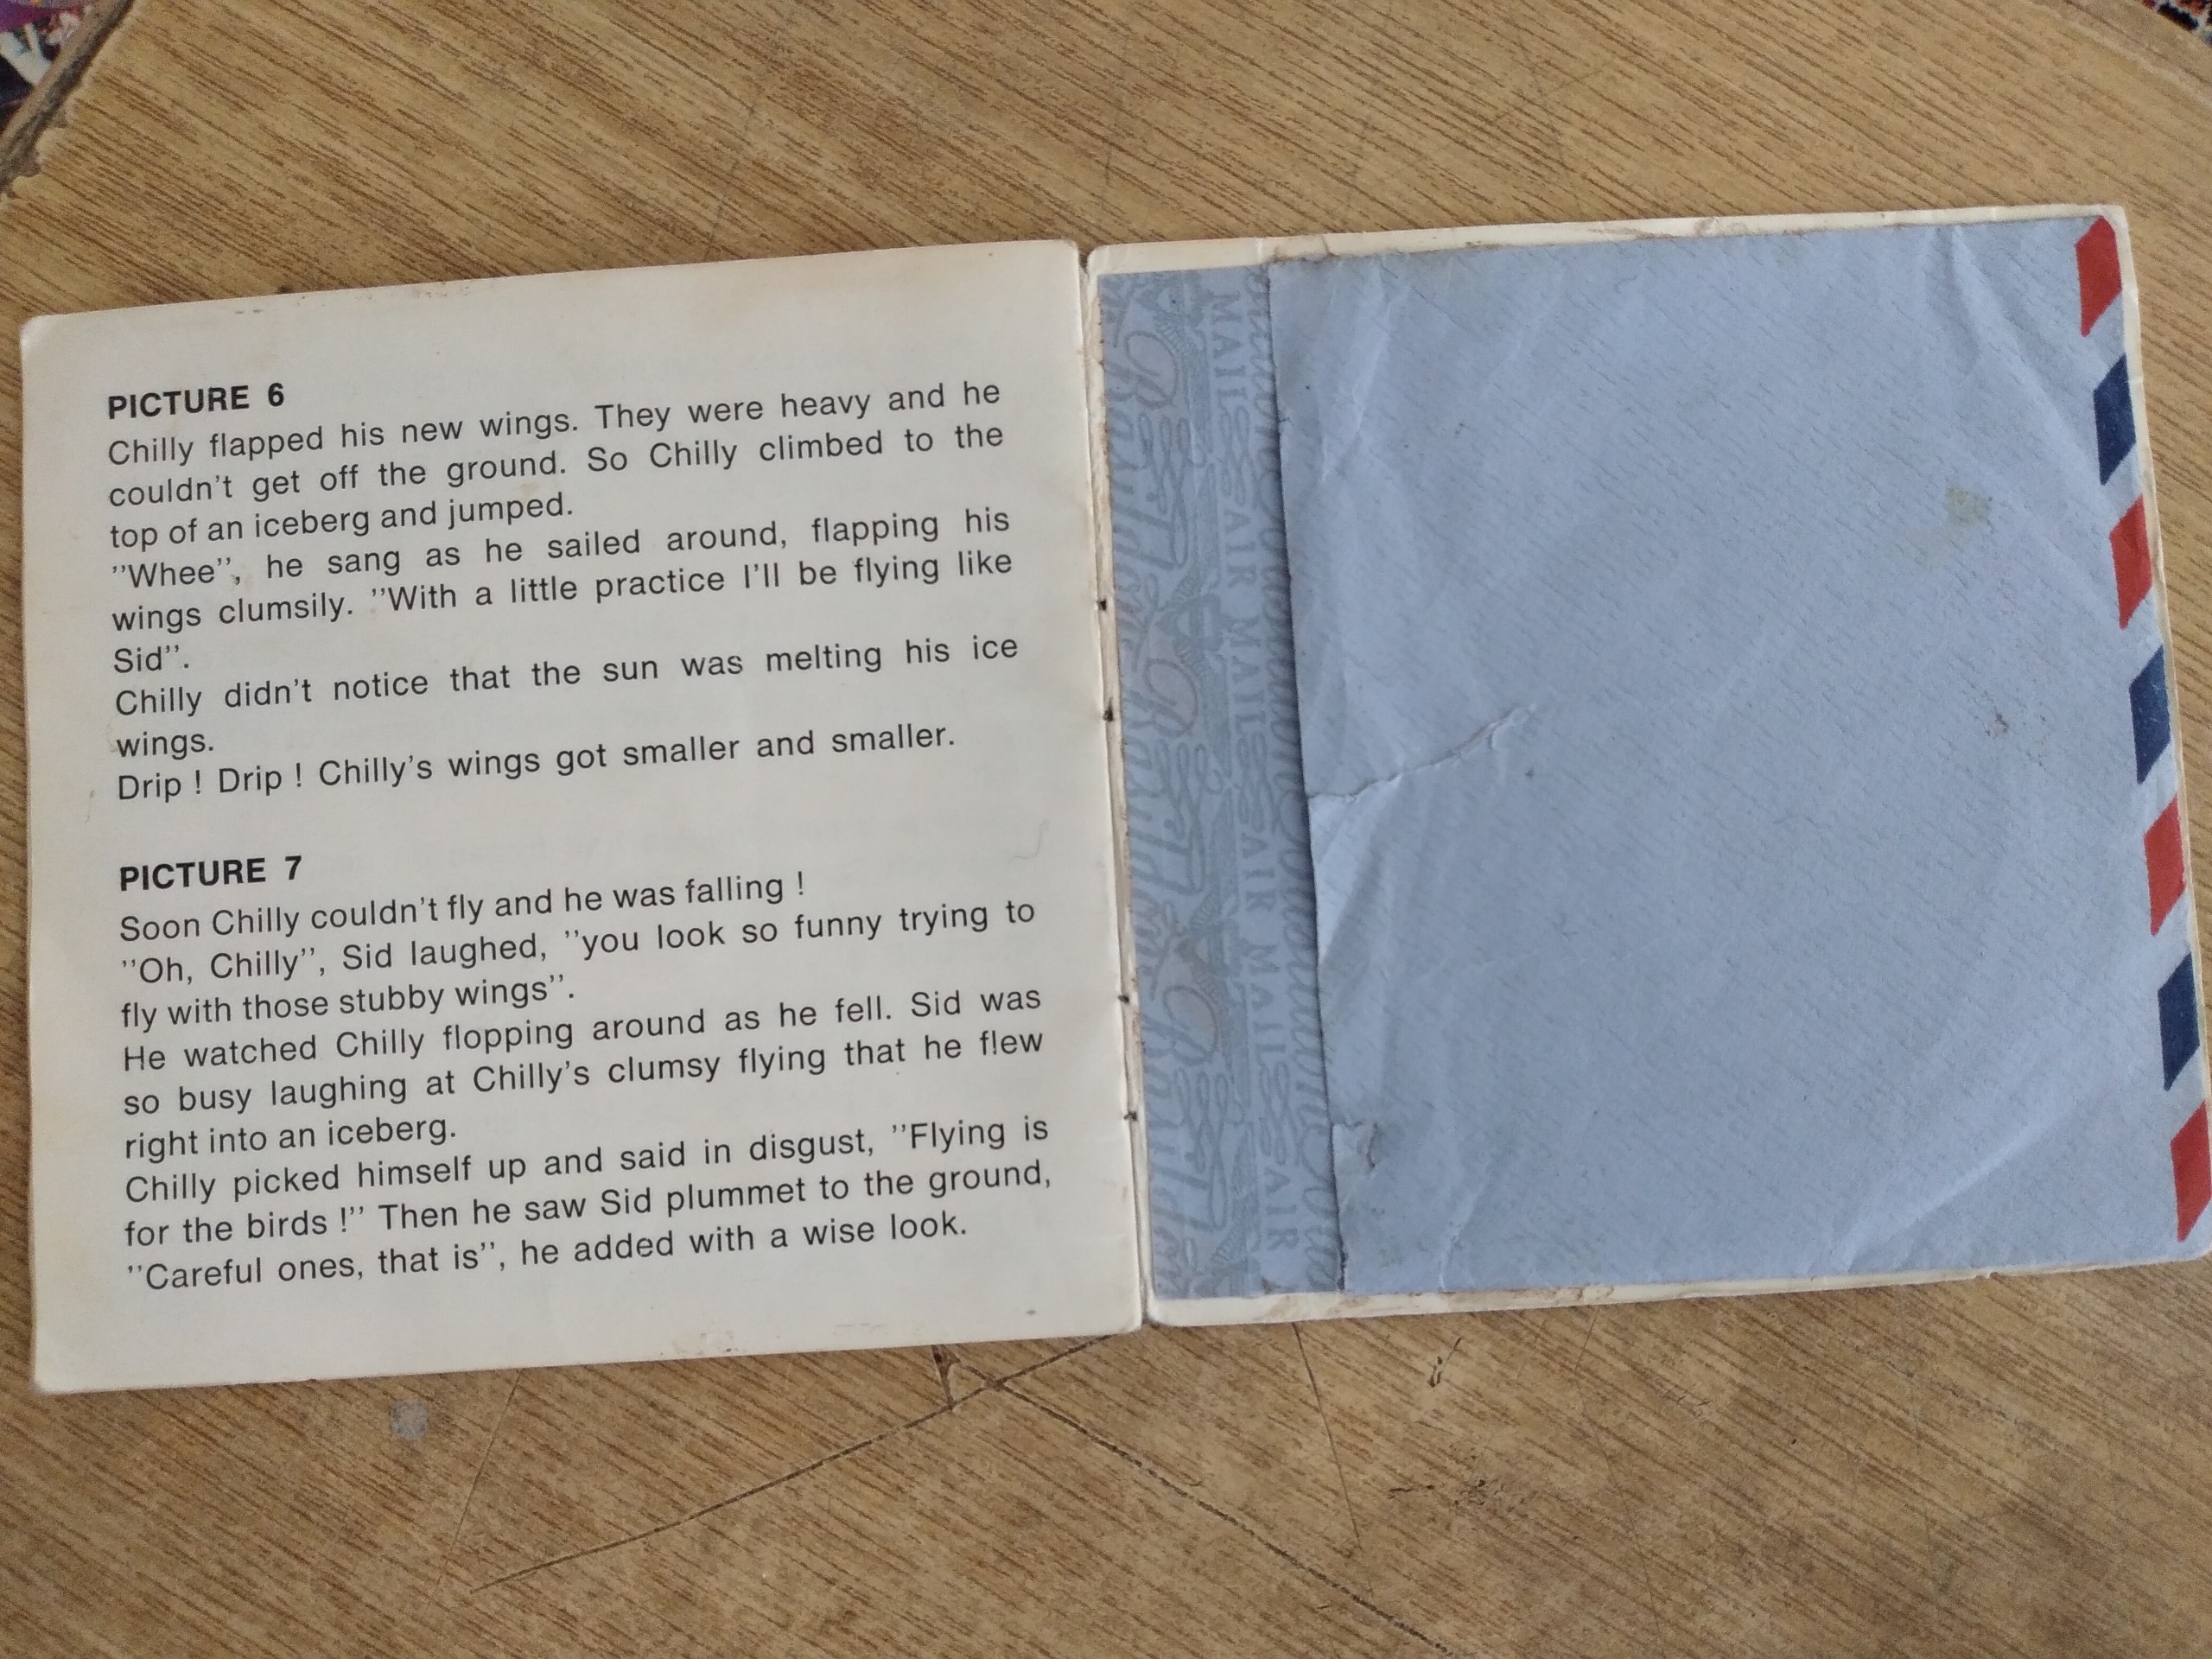 PICTURE 6
Chilly flapped his new wings. They were heavy and he
couldn't get off the ground. So Chilly climbed to the
top of an iceberg and jumped.
''Whee'', he sang as he sailed around, flapping his
wings clumsily. ''With a little practice I'll be flying like
Sid''.
Chilly didn't notice that the sun was melting his ice
wings.
Drip ! Drip ! Chilly's wings got smaller and smaller.
PICTURE 7
Soon Chilly couldn't fly and he was falling !
''Oh, Chilly'', Sid laughed, ''you look so funny trying to
fly with those stubby wings''.
He watched Chilly flopping around as he fell. Sid was
so busy laughing at Chilly's clumsy flying that he flew
right into an iceberg.
Chilly picked himself up and said in disgust, ''Flying is
for the birds !'' Then he saw Sid plummet to the ground,
''Careful ones, that is'', he added with a wise look.
MAIL AIR MAIL AIR MAIL AIR